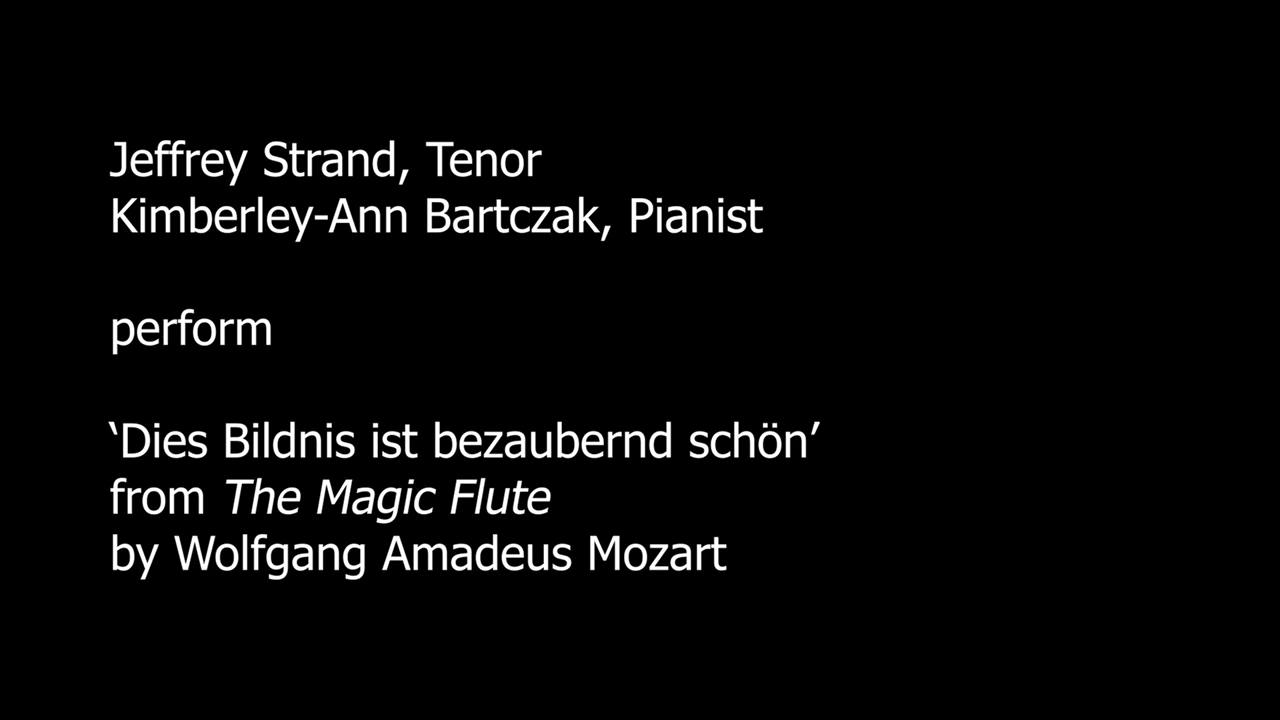 Jeffrey Strand, Tenor
Kimberley-Ann Bartczak, Pianist
perform
‘Dies Bildnis ist bezaubernd schön’
from The Magic Flute
by Wolfgang Amadeus Mozart